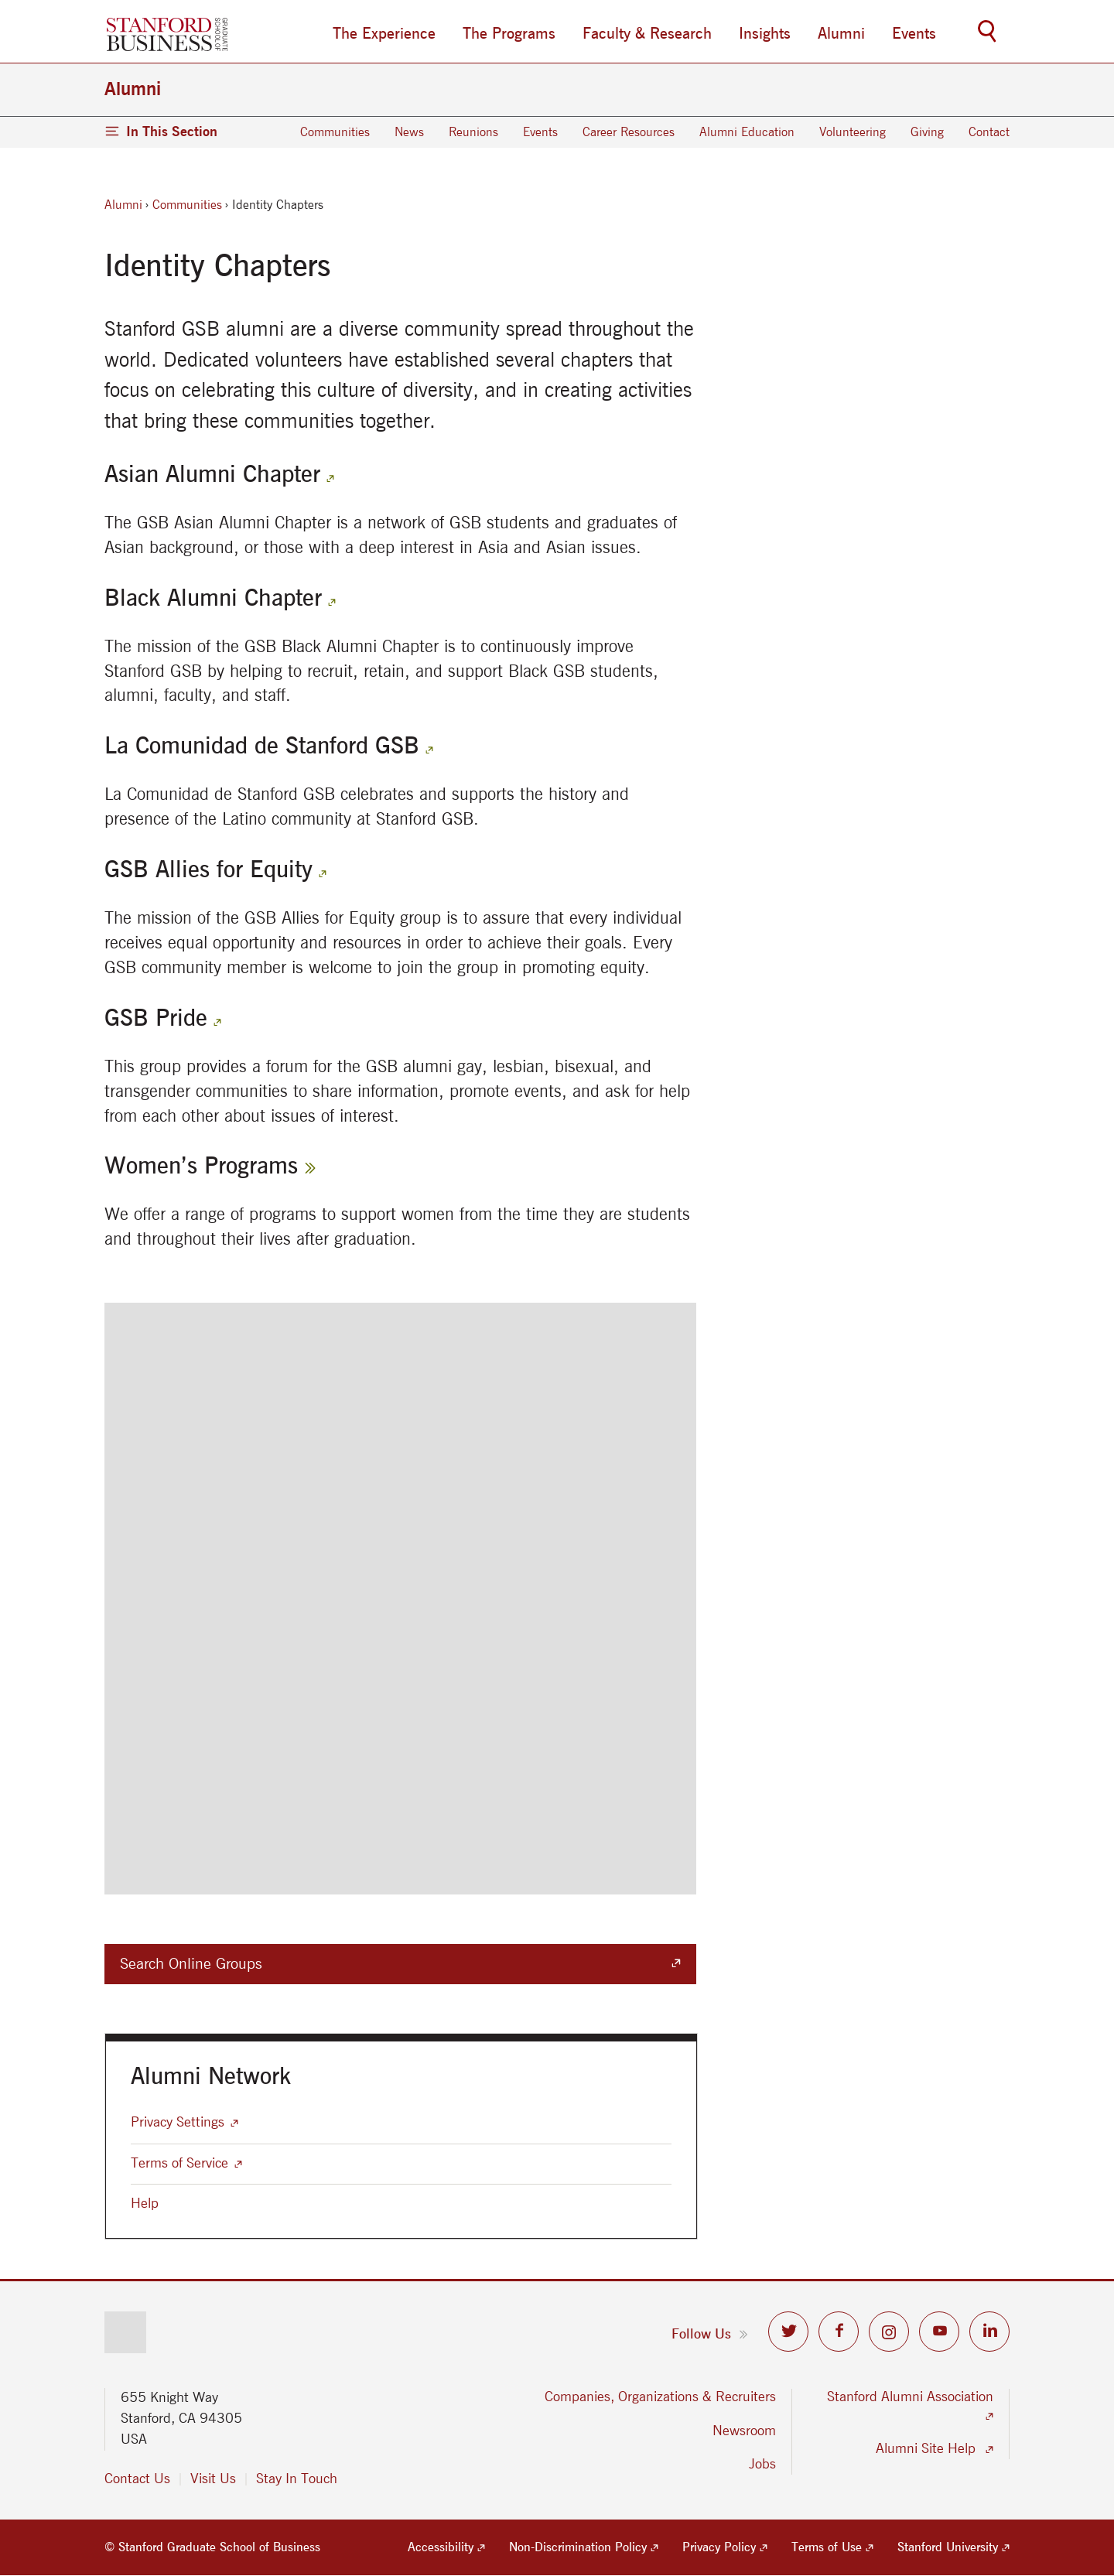 STANFORD
BUSINESS
GRADUATE
SCHOOL OF
The Experience The Programs Faculty & Research Insights Alumni Events
Alumni
In This Section Communities News Reunions Events Career Resources Alumni Education Volunteering Giving Contact
Alumni › Communities › Identity Chapters
Identity Chapters
Stanford GSB alumni are a diverse community spread throughout the
world. Dedicated volunteers have established several chapters that
focus on celebrating this culture of diversity, and in creating activities
that bring these communities together.
Asian Alumni Chapter
The GSB Asian Alumni Chapter is a network of GSB students and graduates of
Asian background, or those with a deep interest in Asia and Asian issues.
Black Alumni Chapter
The mission of the GSB Black Alumni Chapter is to continuously improve
Stanford GSB by helping to recruit, retain, and support Black GSB students,
alumni, faculty, and staff.
La Comunidad de Stanford GSB
La Comunidad de Stanford GSB celebrates and supports the history and
presence of the Latino community at Stanford GSB.
GSB Allies for Equity
The mission of the GSB Allies for Equity group is to assure that every individual
receives equal opportunity and resources in order to achieve their goals. Every
GSB community member is welcome to join the group in promoting equity.
GSB Pride
This group provides a forum for the GSB alumni gay, lesbian, bisexual, and
transgender communities to share information, promote events, and ask for help
from each other about issues of interest.
Women’s Programs
We offer a range of programs to support women from the time they are students
and throughout their lives after graduation.
Search Online Groups
Alumni Network
Privacy Settings
Terms of Service
Help
Follow Us
655 Knight Way
Stanford, CA 94305
USA
Contact Us Visit Us Stay In Touch
Companies, Organizations & Recruiters
Newsroom
Jobs
Stanford Alumni Association
Alumni Site Help
© Stanford Graduate School of Business Accessibility Non-Discrimination Policy Privacy Policy Terms of Use Stanford University